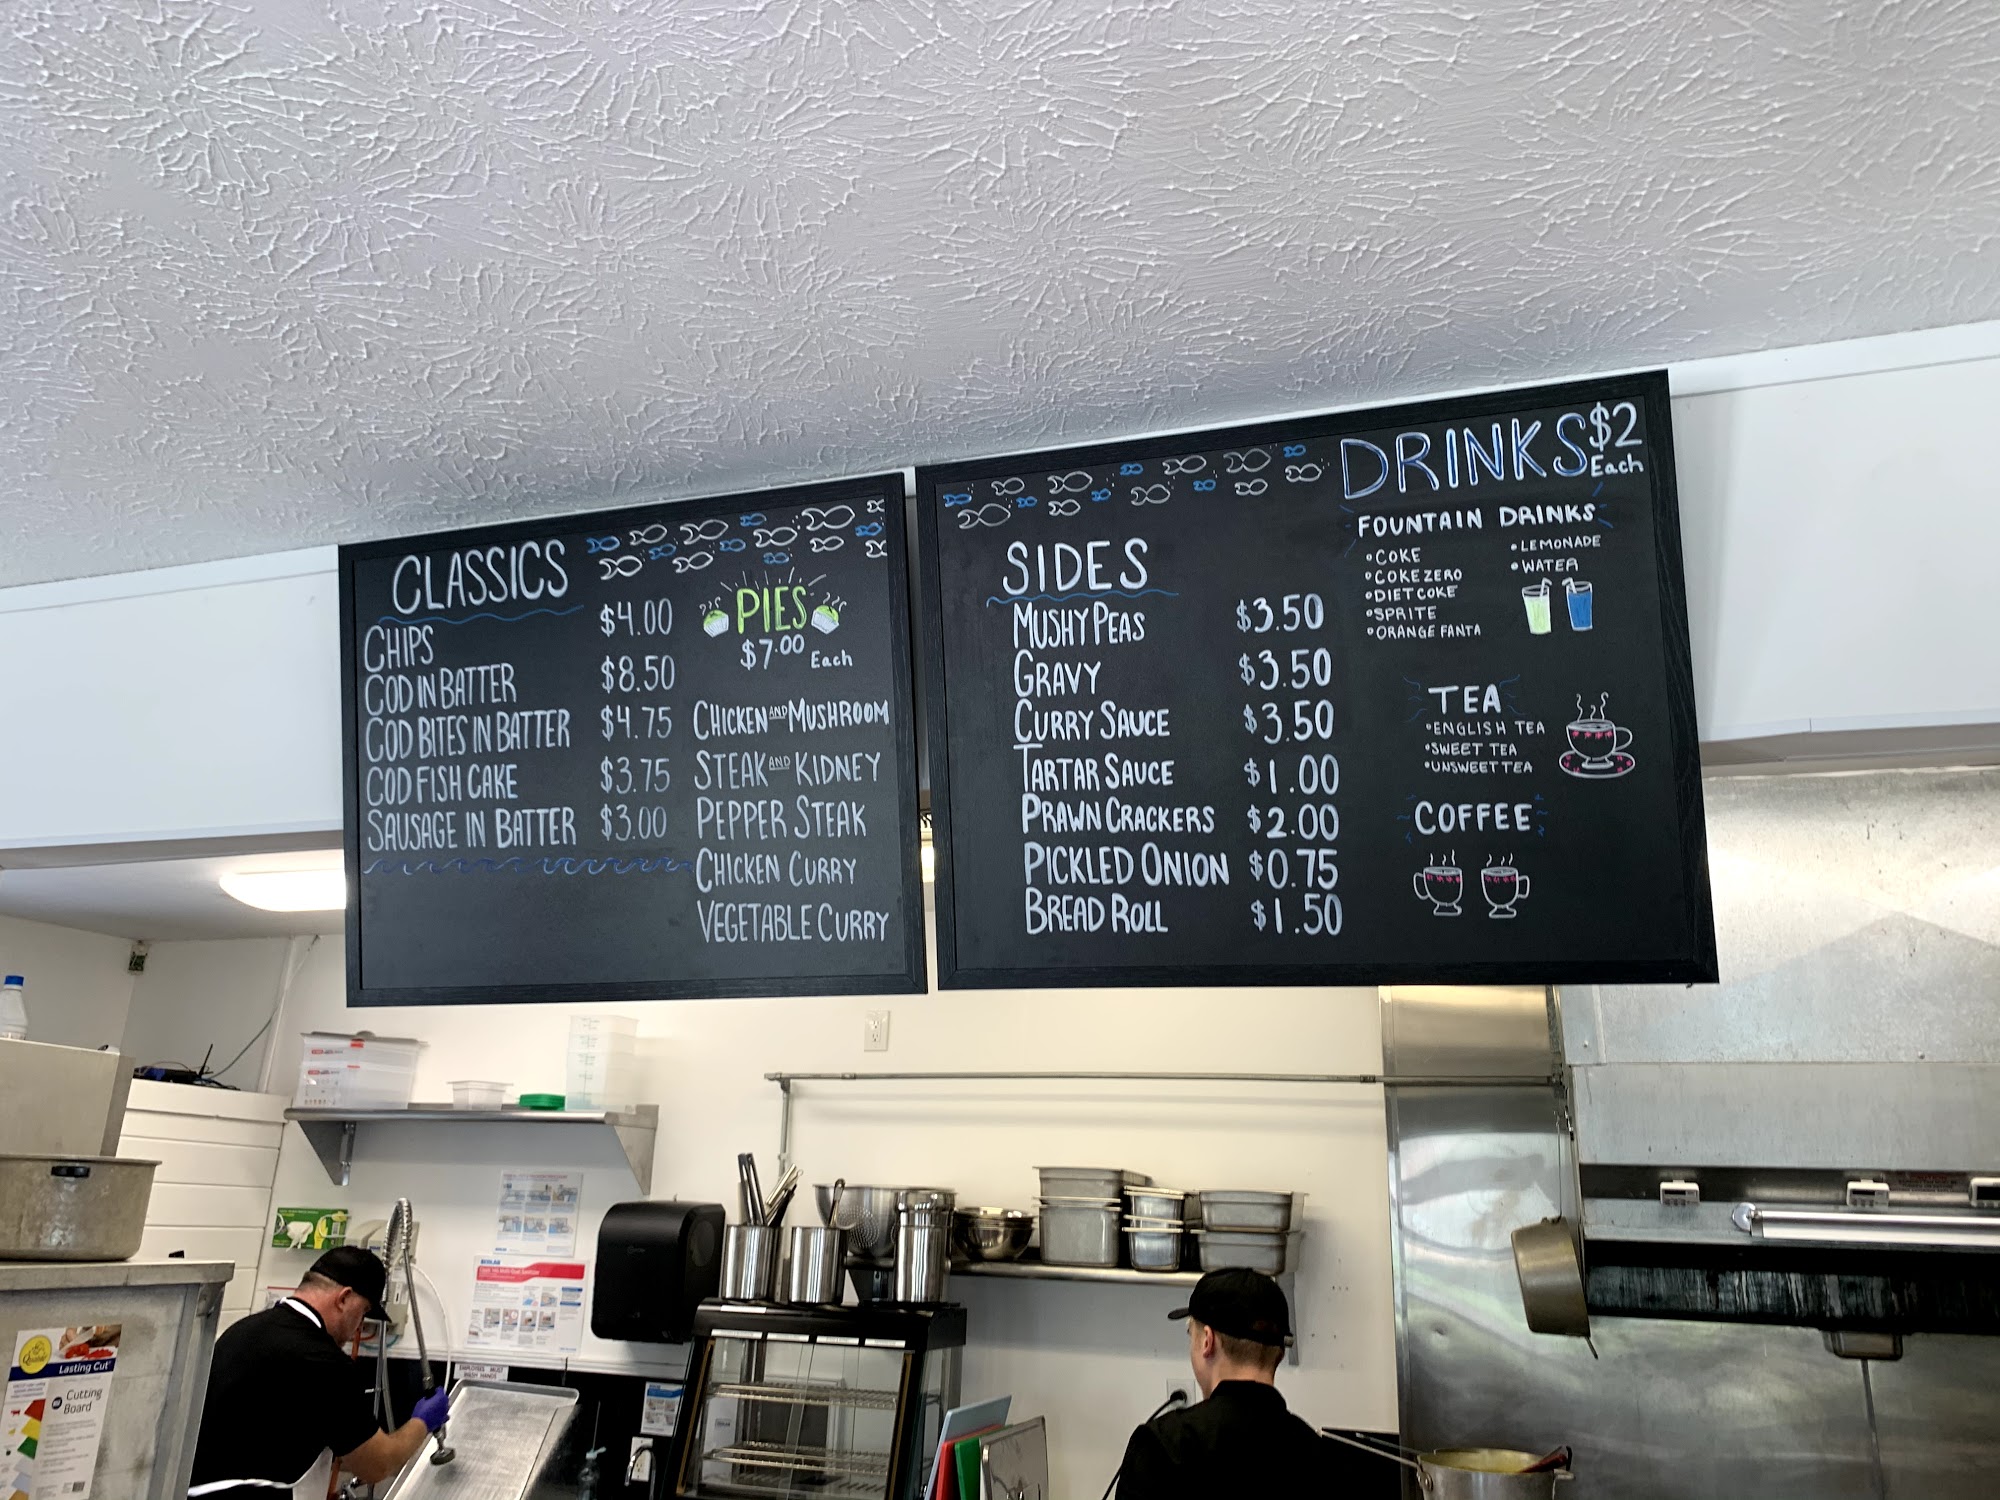 CLASSICS
CHIPS $4.00
COD IN BATTER $8.50
COD BITES IN BATTER $4.75
COD FISH CAKE $3.75
SAUSAGE IN BATTER $3.00
PIES
$7.00 Each
CHICKEN AND MUSHROOM
STEAK AND KIDNEY
PEPPER STEAK
CHICKEN CURRY
VEGETABLE CURRY
SIDES
MUSHY PEAS $3.50
GRAVY $3.50
CURRY SAUCE $3.50
TARTAR SAUCE $1.00
PRAWN CRACKERS $2.00
PICKLED ONION $0.75
BREAD ROLL $1.50
DRINKS $2
Each
FOUNTAIN DRINKS
• COKE
• COKE ZERO
• DIET COKE
• SPRITE
• ORANGE FANTA
• LEMONADE
• WATER
TEA
• ENGLISH TEA
• SWEET TEA
• UNSWEET TEA
COFFEE
ECOLAB
EMPLOYEES MUST
WASH HANDS
Lasting Cut
Cutting
Board